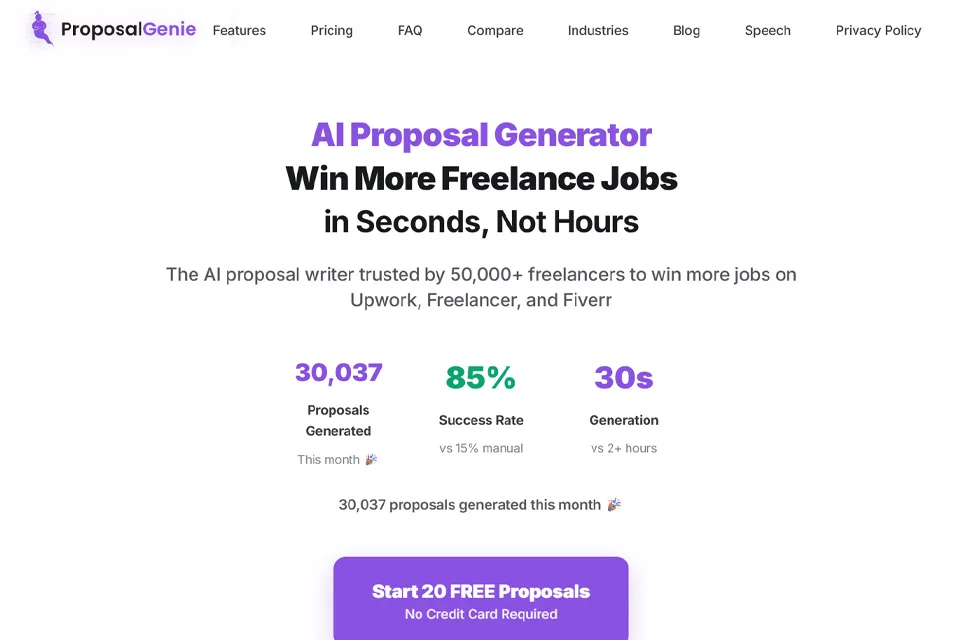 ProposalGenie
Features
Pricing
FAQ
Compare
Industries
Blog
Speech
Privacy Policy
AI Proposal Generator
Win More Freelance Jobs
in Seconds, Not Hours
The AI proposal writer trusted by 50,000+ freelancers to win more jobs on
Upwork, Freelancer, and Fiverr
30,037
Proposals
Generated
This month 🎉
85%
Success Rate
vs 15% manual
30s
Generation
vs 2+ hours
30,037 proposals generated this month 🎉
Start 20 FREE Proposals
No Credit Card Required